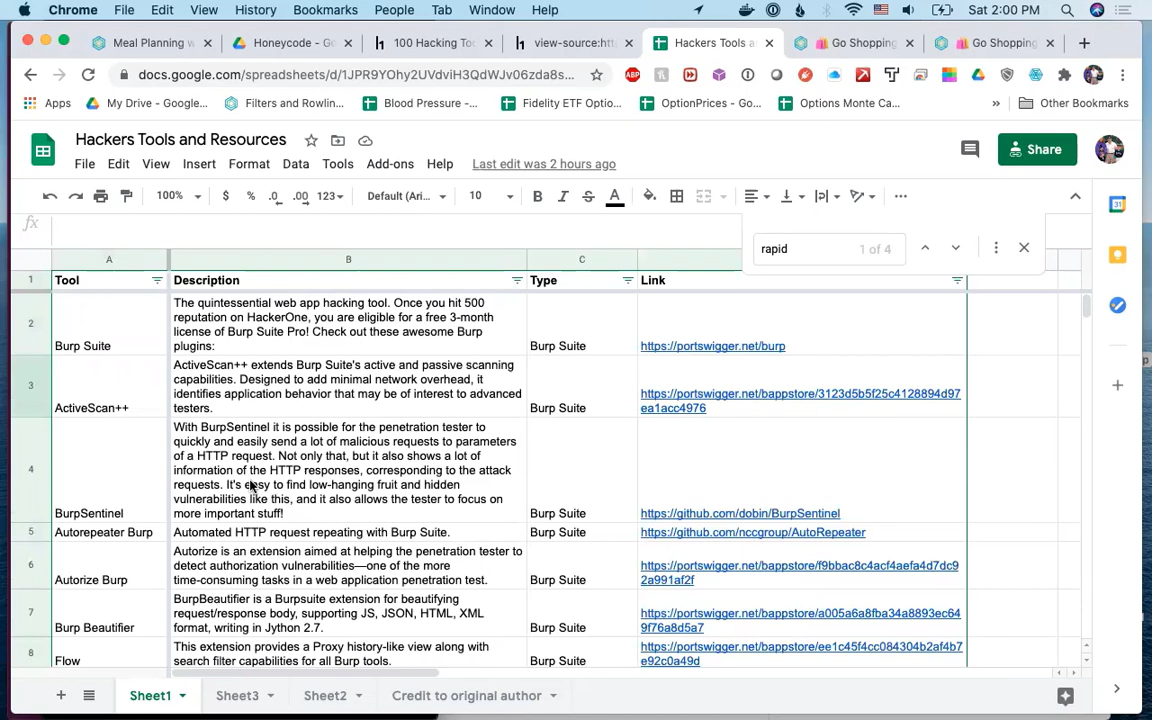 Chrome File Edit View History Bookmarks People Tab Window Help Sat 2:00 PM
Meal Planning w Honeycode - Go 100 Hacking Too view-source:htt Hackers Tools a Go Shopping Go Shopping
docs.google.com/spreadsheets/d/1JPR9YOhy2UVdviH3QdWJv06zda8s...
Apps My Drive - Google... Filters and Rowlin... Blood Pressure -... Fidelity ETF Optio... OptionPrices - Go... Options Monte Ca... » Other Bookmarks
Hackers Tools and Resources
Share
File Edit View Insert Format Data Tools Add-ons Help Last edit was 2 hours ago
100% $ % .0 .00 123 Default (Ari... 10 B I S A
fx
rapid 1 of 4
A B C
1 Tool Description Type Link
The quintessential web app hacking tool. Once you hit 500
reputation on HackerOne, you are eligible for a free 3-month
license of Burp Suite Pro! Check out these awesome Burp
plugins:
2 Burp Suite Burp Suite https://portswigger.net/burp
ActiveScan++ extends Burp Suite's active and passive scanning
capabilities. Designed to add minimal network overhead, it
identifies application behavior that may be of interest to advanced
testers.
3 ActiveScan++ Burp Suite https://portswigger.net/bappstore/3123d5b5f25c4128894d97
ea1acc4976
With BurpSentinel it is possible for the penetration tester to
quickly and easily send a lot of malicious requests to parameters
of a HTTP request. Not only that, but it also shows a lot of
information of the HTTP responses, corresponding to the attack
requests. It's easy to find low-hanging fruit and hidden
vulnerabilities like this, and it also allows the tester to focus on
more important stuff!
4 BurpSentinel Burp Suite https://github.com/dobin/BurpSentinel
5 Autorepeater Burp Automated HTTP request repeating with Burp Suite. Burp Suite https://github.com/nccgroup/AutoRepeater
Autorize is an extension aimed at helping the penetration tester to
detect authorization vulnerabilities—one of the more
time-consuming tasks in a web application penetration test.
6 Autorize Burp Burp Suite https://portswigger.net/bappstore/f9bbac8c4acf4aefa4d7dc9
2a991af2f
BurpBeautifier is a Burpsuite extension for beautifying
request/response body, supporting JS, JSON, HTML, XML
format, writing in Jython 2.7.
7 Burp Beautifier Burp Suite https://portswigger.net/bappstore/a005a6a8fba34a8893ec64
9f76a8d5a7
This extension provides a Proxy history-like view along with
search filter capabilities for all Burp tools.
8 Flow Burp Suite https://portswigger.net/bappstore/ee1c45f4cc084304b2af4b7
e92c0a49d
Sheet1 Sheet3 Sheet2 Credit to original author